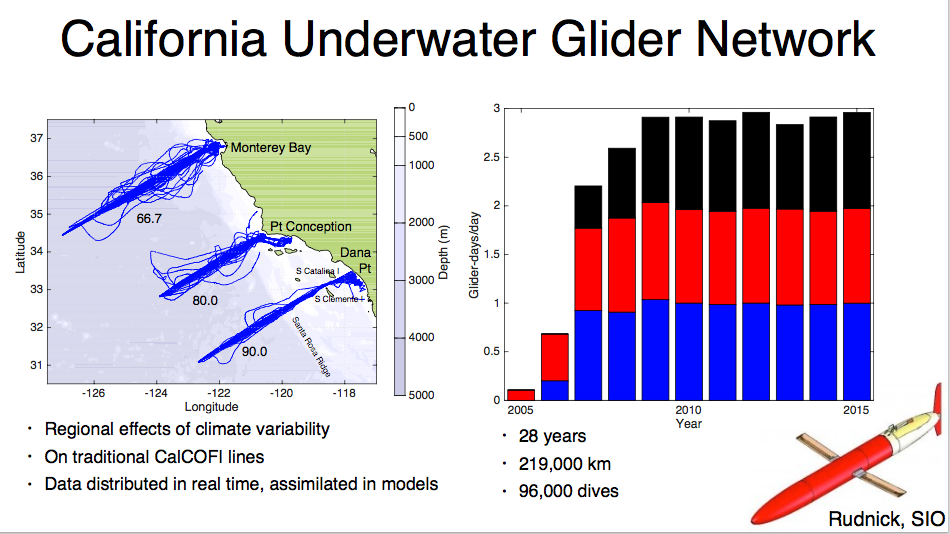 California Underwater Glider Network
37
36
35
34
33
32
31
Latitude
-126
-124
-122
-120
-118
Longitude
Monterey Bay
66.7
Pt Conception
Dana
Pt
S Catalina I
S Clemente I
80.0
90.0
Santa Rosa Ridge
0
500
1000
2000
3000
4000
5000
Depth (m)
3
2.5
2
1.5
1
0.5
0
Glider-days/day
2005
2010
2015
Year
· Regional effects of climate variability
· On traditional CalCOFI lines
· Data distributed in real time, assimilated in models
· 28 years
· 219,000 km
· 96,000 dives
Rudnick, SIO